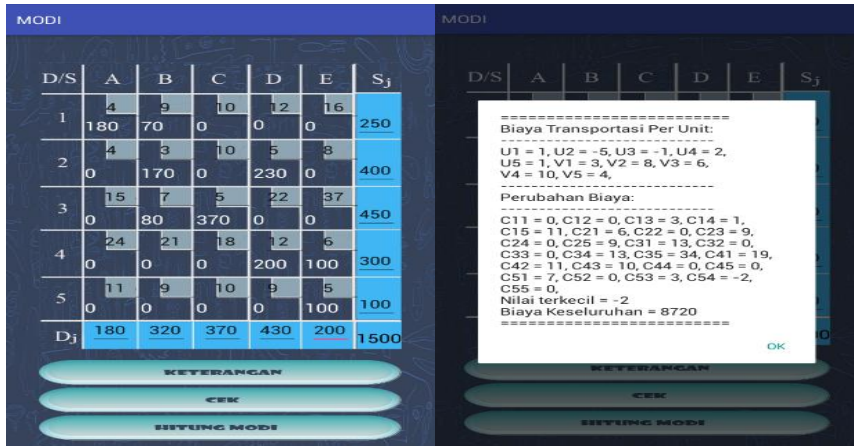 MODI
D/S A B C D E Sj
4 9 10 12 16
1 180 70 0 0 0 250
4 3 10 5 8
2 0 170 0 230 0 400
15 7 5 22 37
3 0 80 370 0 0 450
24 21 18 12 6
4 0 0 0 200 100 300
11 9 10 9 5
5 0 0 0 0 100 100
Dj 180 320 370 430 200 1500
KETERANGAN
CEK
HITUNG MODI
MODI
D/S A B C D E Sj
===========================
Biaya Transportasi Per Unit:
---------------------------
U1 = 1, U2 = -5, U3 = -1, U4 = 2,
U5 = 1, V1 = 3, V2 = 8, V3 = 6,
V4 = 10, V5 = 4,
---------------------------
Perubahan Biaya:
---------------------------
C11 = 0, C12 = 0, C13 = 3, C14 = 1,
C15 = 11, C21 = 6, C22 = 0, C23 = 9,
C24 = 0, C25 = 9, C31 = 13, C32 = 0,
C33 = 0, C34 = 13, C35 = 34, C41 = 19,
C42 = 11, C43 = 10, C44 = 0, C45 = 0,
C51 = 7, C52 = 0, C53 = 3, C54 = -2,
C55 = 0,
Nilai terkecil = -2
Biaya Keseluruhan = 8720
===========================
OK
KETERANGAN
CEK
HITUNG MODI